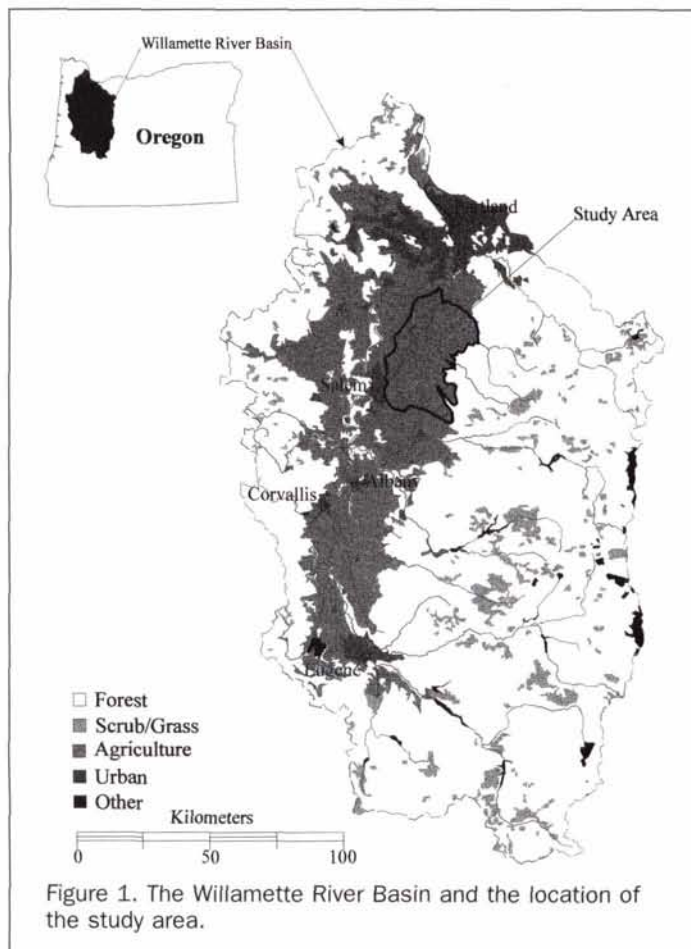 Willamette River Basin
Oregon
Portland
Study Area
Salem
Albany
Corvallis
Eugene
Forest
Scrub/Grass
Agriculture
Urban
Other
Kilometers
0 50 100
Figure 1. The Willamette River Basin and the location of
the study area.